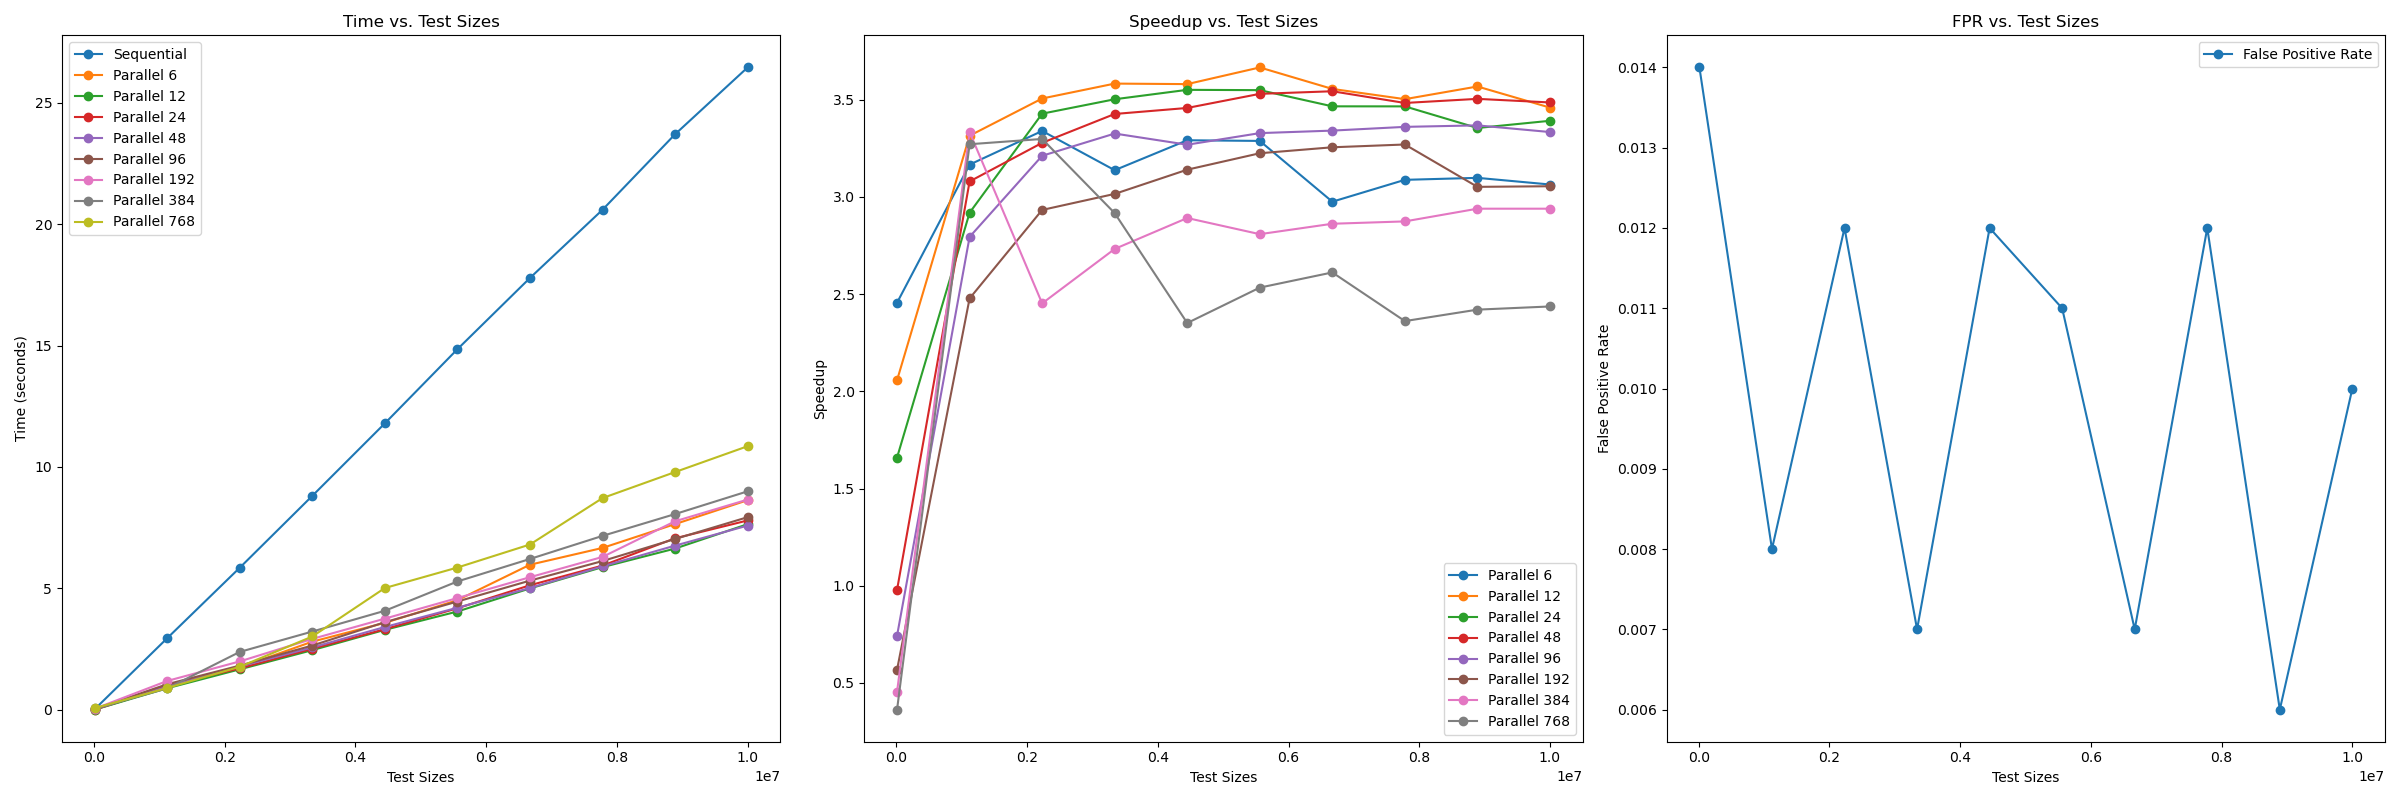 Time vs. Test Sizes
Time (seconds)
25
20
15
10
5
0
Sequential
Parallel 6
Parallel 12
Parallel 24
Parallel 48
Parallel 96
Parallel 192
Parallel 384
Parallel 768
0.0 0.2 0.4 0.6 0.8 1.0
1e7
Test Sizes
Speedup vs. Test Sizes
Speedup
3.5
3.0
2.5
2.0
1.5
1.0
0.5
Parallel 6
Parallel 12
Parallel 24
Parallel 48
Parallel 96
Parallel 192
Parallel 384
Parallel 768
0.0 0.2 0.4 0.6 0.8 1.0
1e7
Test Sizes
FPR vs. Test Sizes
False Positive Rate
False Positive Rate
0.014
0.013
0.012
0.011
0.010
0.009
0.008
0.007
0.006
0.0 0.2 0.4 0.6 0.8 1.0
1e7
Test Sizes